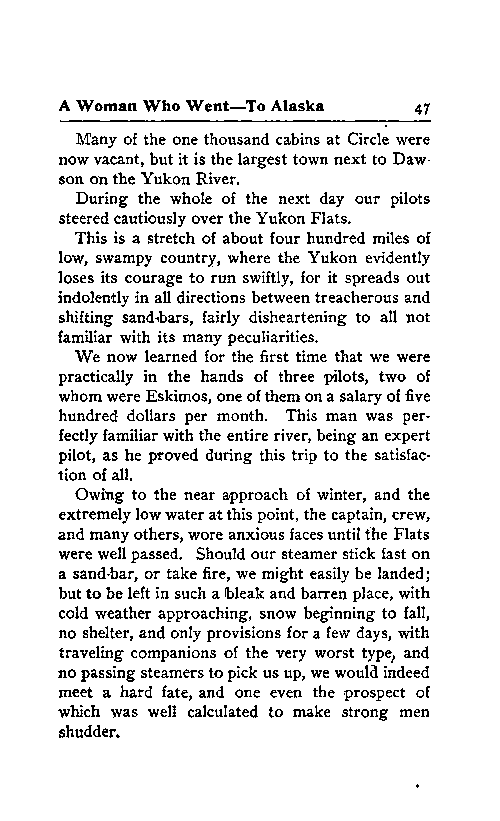 A Woman Who Went—To Alaska 47
Many of the one thousand cabins at Circle were
now vacant, but it is the largest town next to Daw-
son on the Yukon River.
During the whole of the next day our pilots
steered cautiously over the Yukon Flats.
This is a stretch of about four hundred miles of
low, swampy country, where the Yukon evidently
loses its courage to run swiftly, for it spreads out
indolently in all directions between treacherous and
shifting sand-bars, fairly disheartening to all not
familiar with its many peculiarities.
We now learned for the first time that we were
practically in the hands of three pilots, two of
whom were Eskimos, one of them on a salary of five
hundred dollars per month. This man was per-
fectly familiar with the entire river, being an expert
pilot, as he proved during this trip to the satisfac-
tion of all.
Owing to the near approach of winter, and the
extremely low water at this point, the captain, crew,
and many others, wore anxious faces until the Flats
were well passed. Should our steamer stick fast on
a sand-bar, or take fire, we might easily be landed;
but to be left in such a bleak and barren place, with
cold weather approaching, snow beginning to fall,
no shelter, and only provisions for a few days, with
traveling companions of the very worst type, and
no passing steamers to pick us up, we would indeed
meet a hard fate, and one even the prospect of
which was well calculated to make strong men
shudder.